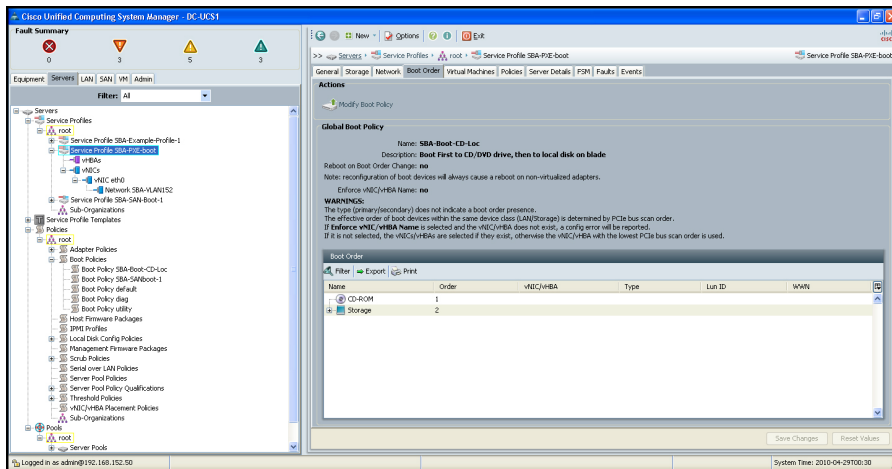 Cisco Unified Computing System Manager - DC-UCS1
Fault Summary
0 3 5 3
Equipment Servers LAN SAN VM Admin
Filter: All
Servers
Service Profiles
root
Service Profile SBA-Example-Profile-1
Service Profile SBA-PXE-boot
vHBAs
vNICs
vNIC eth0
Network SBA-VLAN152
Service Profile SBA-SAN-Boot-1
Sub-Organizations
Service Profile Templates
Policies
root
Adapter Policies
Boot Policies
Boot Policy SBA-Boot-CD-Loc
Boot Policy SBA-SANboot-1
Boot Policy default
Boot Policy diag
Boot Policy utility
Host Firmware Packages
IPMI Profiles
Local Disk Config Policies
Management Firmware Packages
Scrub Policies
Serial over LAN Policies
Server Pool Policies
Server Pool Policy Qualifications
Threshold Policies
vNIC/vHBA Placement Policies
Sub-Organizations
Pools
root
Server Pools
New Options Exit
cisco
>> Servers Service Profiles root Service Profile SBA-PXE-boot Service Profile SBA-PXE-boot
General Storage Network Boot Order Virtual Machines Policies Server Details FSM Faults Events
Actions
Modify Boot Policy
Global Boot Policy
Name: SBA-Boot-CD-Loc
Description: Boot First to CD/DVD drive, then to local disk on blade
Reboot on Boot Order Change: no
Note: reconfiguration of boot devices will always cause a reboot on non-virtualized adapters.
Enforce vNIC/vHBA Name: no
WARNINGS:
The type (primary/secondary) does not indicate a boot order presence.
The effective order of boot devices within the same device class (LAN/Storage) is determined by PCIe bus scan order.
If Enforce vNIC/vHBA Name is selected and the vNIC/vHBA does not exist, a config error will be reported.
If it is not selected, the vNICs/vHBAs are selected if they exist, otherwise the vNIC/vHBA with the lowest PCIe bus scan order is used.
Boot Order
Filter Export Print
Name Order vNIC/vHBA Type Lun ID WWN
CD-ROM 1
Storage 2
Save Changes Reset Values
Logged in as admin@192.168.152.50
System Time: 2010-04-29T00:30